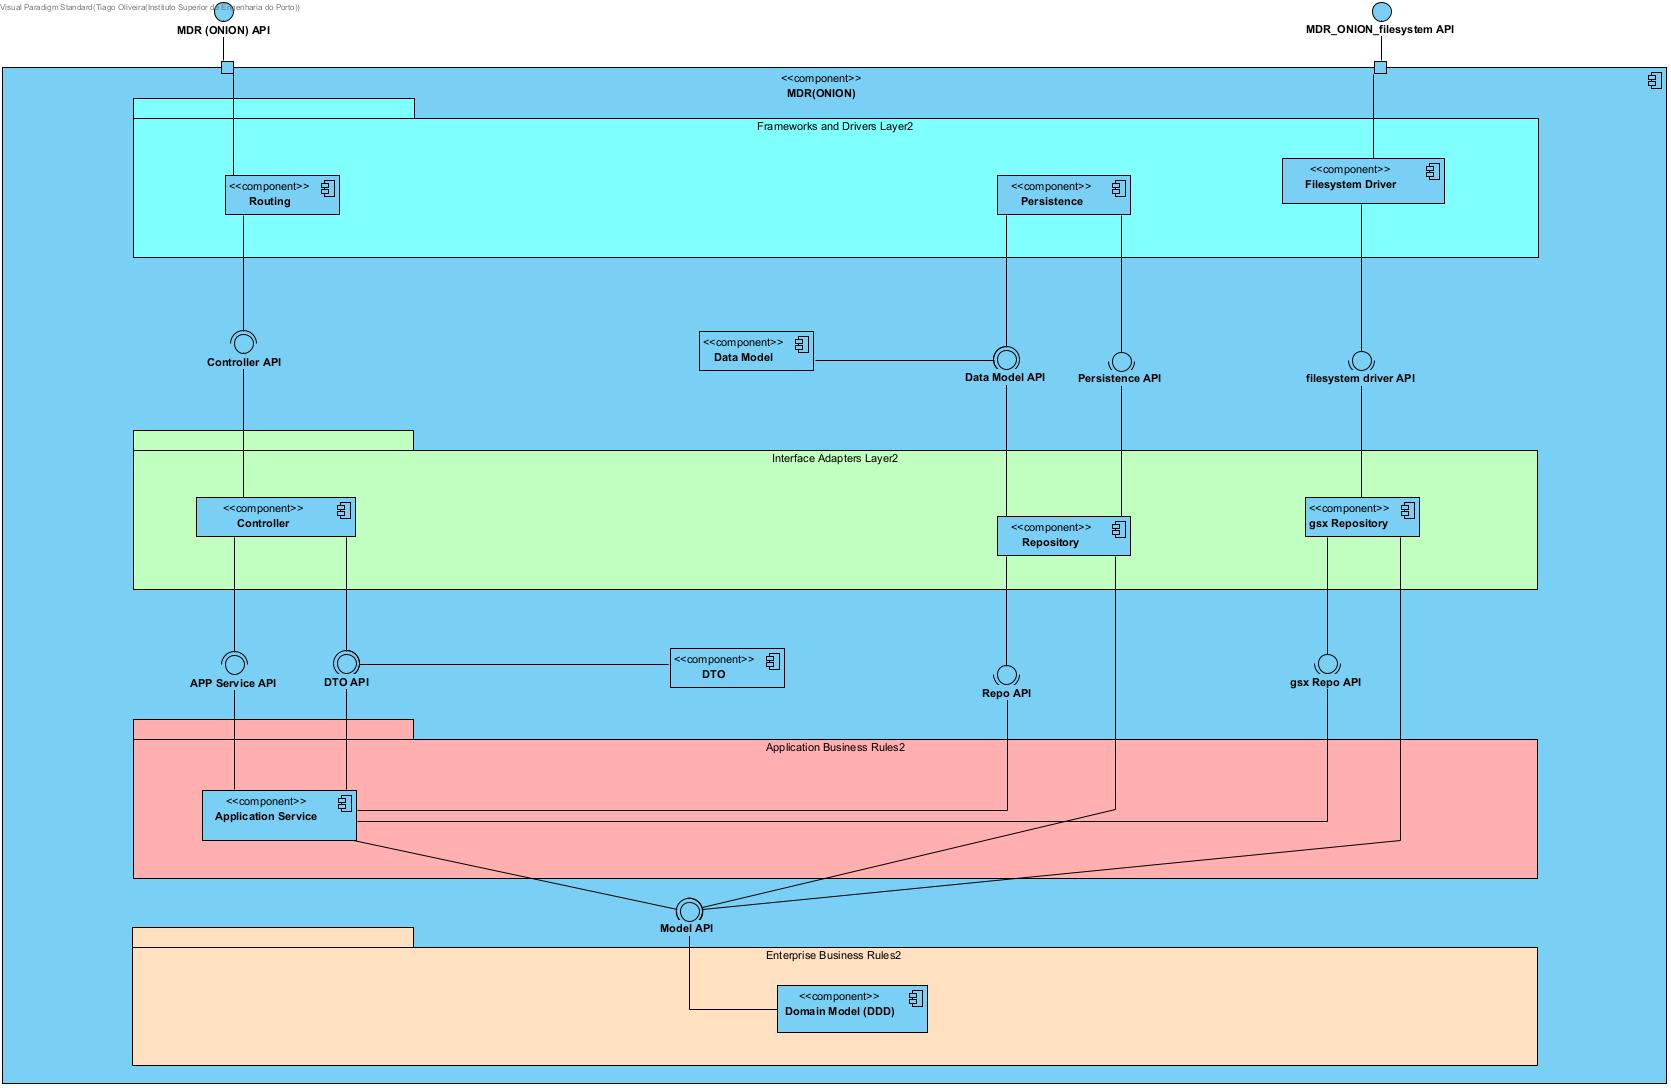 Visual Paradigm Standard(Tiago Oliveira(Instituto Superior de Engenharia do Porto))
MDR (ONION) API
MDR_ONION_filesystem API
<<component>>
MDR(ONION)
Frameworks and Drivers Layer2
<<component>>
Routing
<<component>>
Persistence
<<component>>
Filesystem Driver
Controller API
<<component>>
Data Model
Data Model API
Persistence API
filesystem driver API
Interface Adapters Layer2
<<component>>
Controller
<<component>>
Repository
<<component>>
gsx Repository
APP Service API
DTO API
<<component>>
DTO
Repo API
gsx Repo API
Application Business Rules2
<<component>>
Application Service
Model API
Enterprise Business Rules2
<<component>>
Domain Model (DDD)